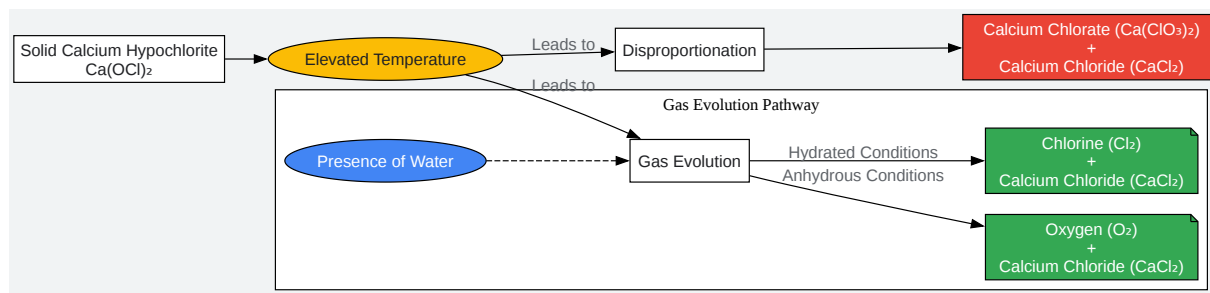 Solid Calcium Hypochlorite
Ca(OCl)₂
Elevated Temperature
Leads to
Disproportionation
Calcium Chlorate (Ca(ClO₃)₂)
+
Calcium Chloride (CaCl₂)
Leads to
Gas Evolution Pathway
Presence of Water
Gas Evolution
Hydrated Conditions
Anhydrous Conditions
Chlorine (Cl₂)
+
Calcium Chloride (CaCl₂)
Oxygen (O₂)
+
Calcium Chloride (CaCl₂)